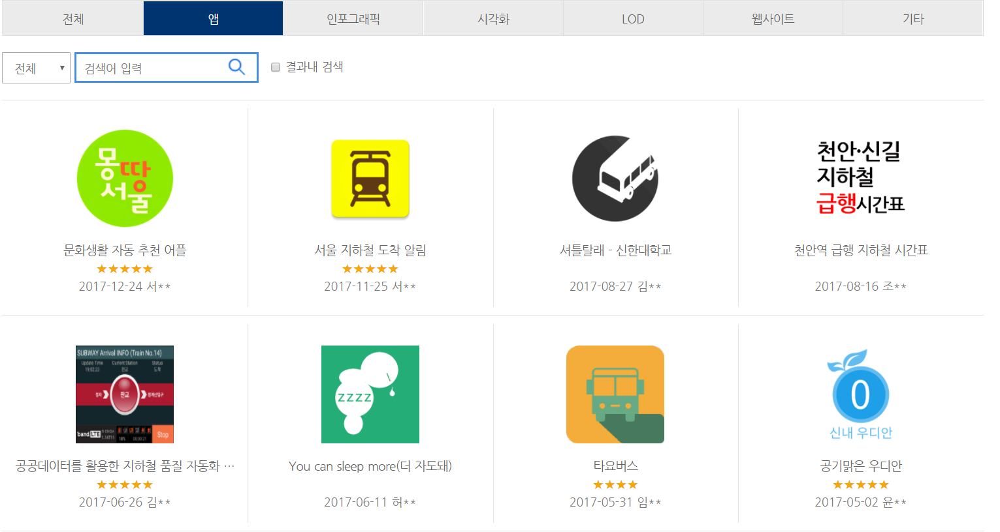 전체 앱 인포그래픽 시각화 LOD 웹사이트 기타
전체 ▼ 검색어 입력 결과내 검색
몽땅
서울
천안·신길
지하철
급행시간표
문화생활 자동 추천 어플
서울 지하철 도착 알림
셔틀탈래 - 신한대학교
천안역 급행 지하철 시간표
★★★★★
★★★★★
2017-12-24 서**
2017-11-25 서**
2017-08-27 김**
2017-08-16 조**
SUBWAY Arrival INFO (Train No.14)
Update Time Current Station Status
19:02:23 판교 도착
판교 청계산입구
band LTE
Stop
zzzz
0
신내 우디안
공공데이터를 활용한 지하철 품질 자동화 …
You can sleep more(더 자도돼)
타요버스
공기맑은 우디안
★★★★★
★★★★
★★★★★
2017-06-26 김**
2017-06-11 허**
2017-05-31 임**
2017-05-02 윤**